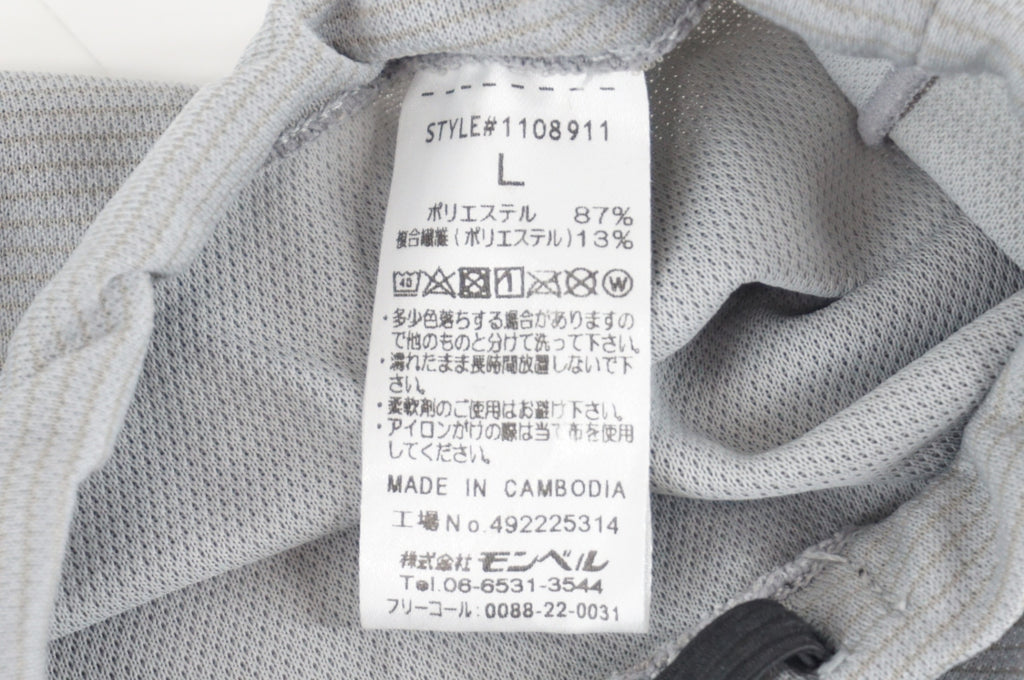 STYLE#1108911
L
ポリエステル 87%
複合繊維(ポリエステル)13%
40 W
・多少色落ちする場合がありますの
で他のものと分けて洗って下さい。
・濡れたまま長時間放置しないで下
さい。
・柔軟剤のご使用はお避け下さい。
・アイロンがけの際は当て布を使用
してください。
MADE IN CAMBODIA
工場No.492225314
株式会社モンベル
Tel.06-6531-3544
フリーコール:0088-22-0031